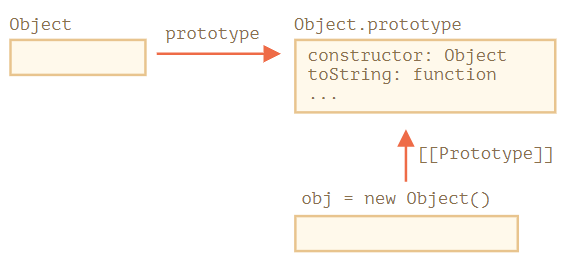 Object
prototype
Object.prototype
constructor: Object
toString: function
...
[[Prototype]]
obj = new Object()